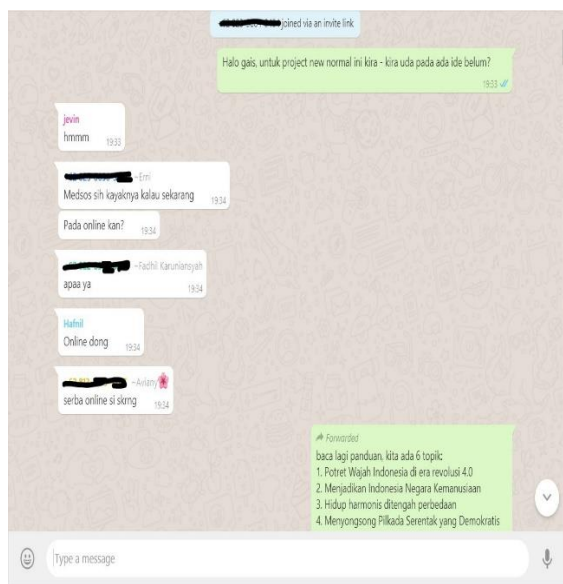 joined via an invite link
Halo gais, untuk project new normal ini kira - kira uda pada ada ide belum?
19:33
jevin
hmmm
19:33
~Erni
Medsos sih kayaknya kalau sekarang
19:34
Pada online kan?
19:34
~Fadhil Karuniansyah
apaa ya
19:34
Hafnil
Online dong
19:34
~Aviany🌸
serba online si skrng
19:34
Forwarded
baca lagi panduan, kita ada 6 topik:
1. Potret Wajah Indonesia di era revolusi 4.0
2. Menjadikan Indonesia Negara Kemanusiaan
3. Hidup harmonis ditengah perbedaan
4. Menyongsong Pilkada Serentak yang Demokratis
Type a message